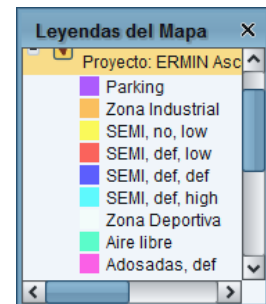 Leyendas del Mapa
Proyecto: ERMIN Asc
Parking
Zona Industrial
SEMI, no, low
SEMI, def, low
SEMI, def, def
SEMI, def, high
Zona Deportiva
Aire libre
Adosadas, def